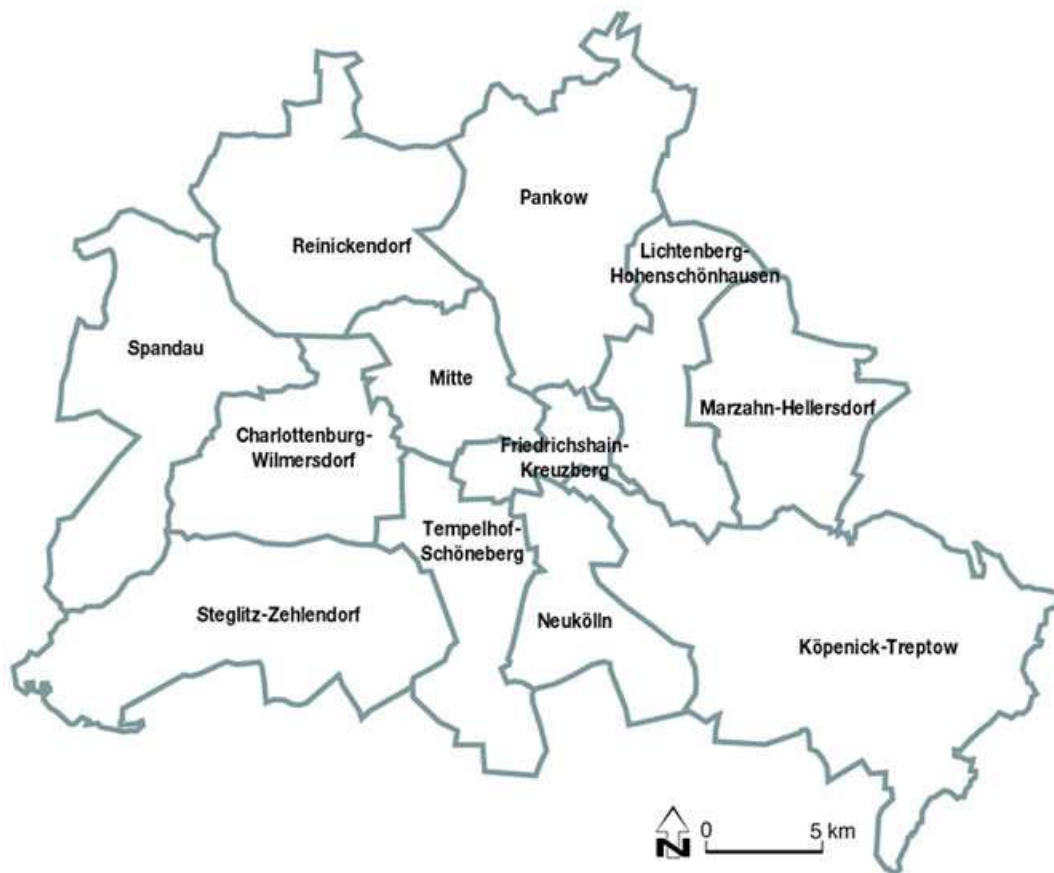 Pankow
Reinickendorf
Lichtenberg-
Hohenschönhausen
Spandau
Mitte
Marzahn-Hellersdorf
Charlottenburg-
Wilmersdorf
Friedrichshain-
Kreuzberg
Tempelhof-
Schöneberg
Steglitz-Zehlendorf
Neukölln
Köpenick-Treptow
N
0 5 km